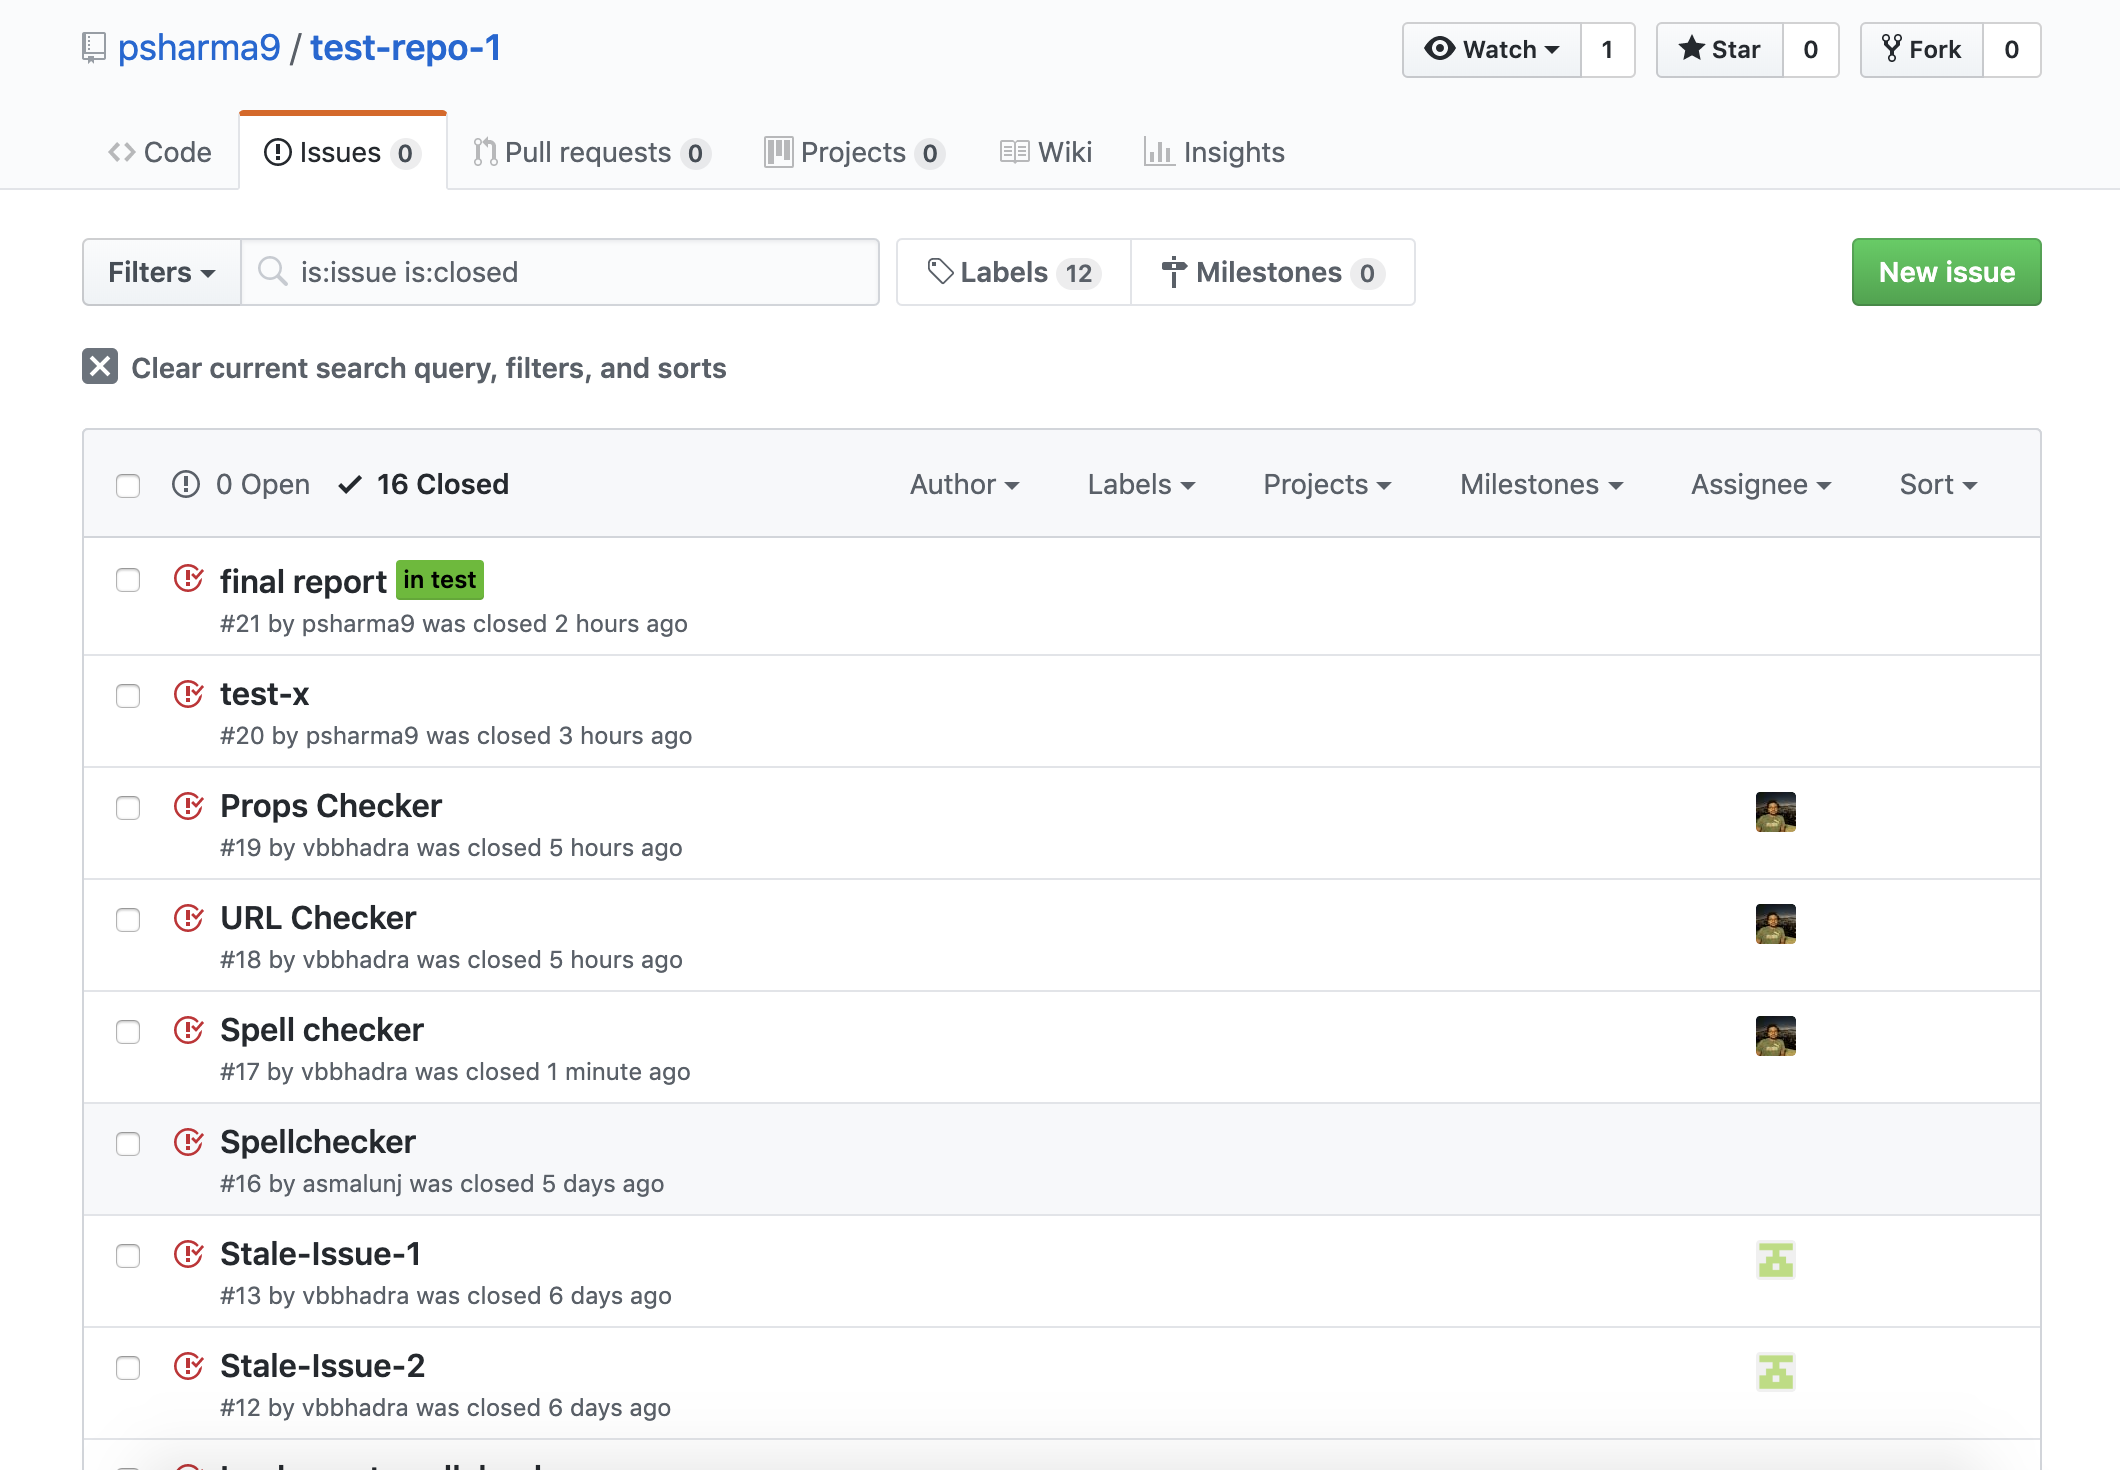 psharma9 / test-repo-1
Watch 1 Star 0 Fork 0
Code Issues 0 Pull requests 0 Projects 0 Wiki Insights
Filters is:issue is:closed Labels 12 Milestones 0 New issue
Clear current search query, filters, and sorts
0 Open 16 Closed Author Labels Projects Milestones Assignee Sort
final report in test
#21 by psharma9 was closed 2 hours ago
test-x
#20 by psharma9 was closed 3 hours ago
Props Checker
#19 by vbbhadra was closed 5 hours ago
URL Checker
#18 by vbbhadra was closed 5 hours ago
Spell checker
#17 by vbbhadra was closed 1 minute ago
Spellchecker
#16 by asmalunj was closed 5 days ago
Stale-Issue-1
#13 by vbbhadra was closed 6 days ago
Stale-Issue-2
#12 by vbbhadra was closed 6 days ago